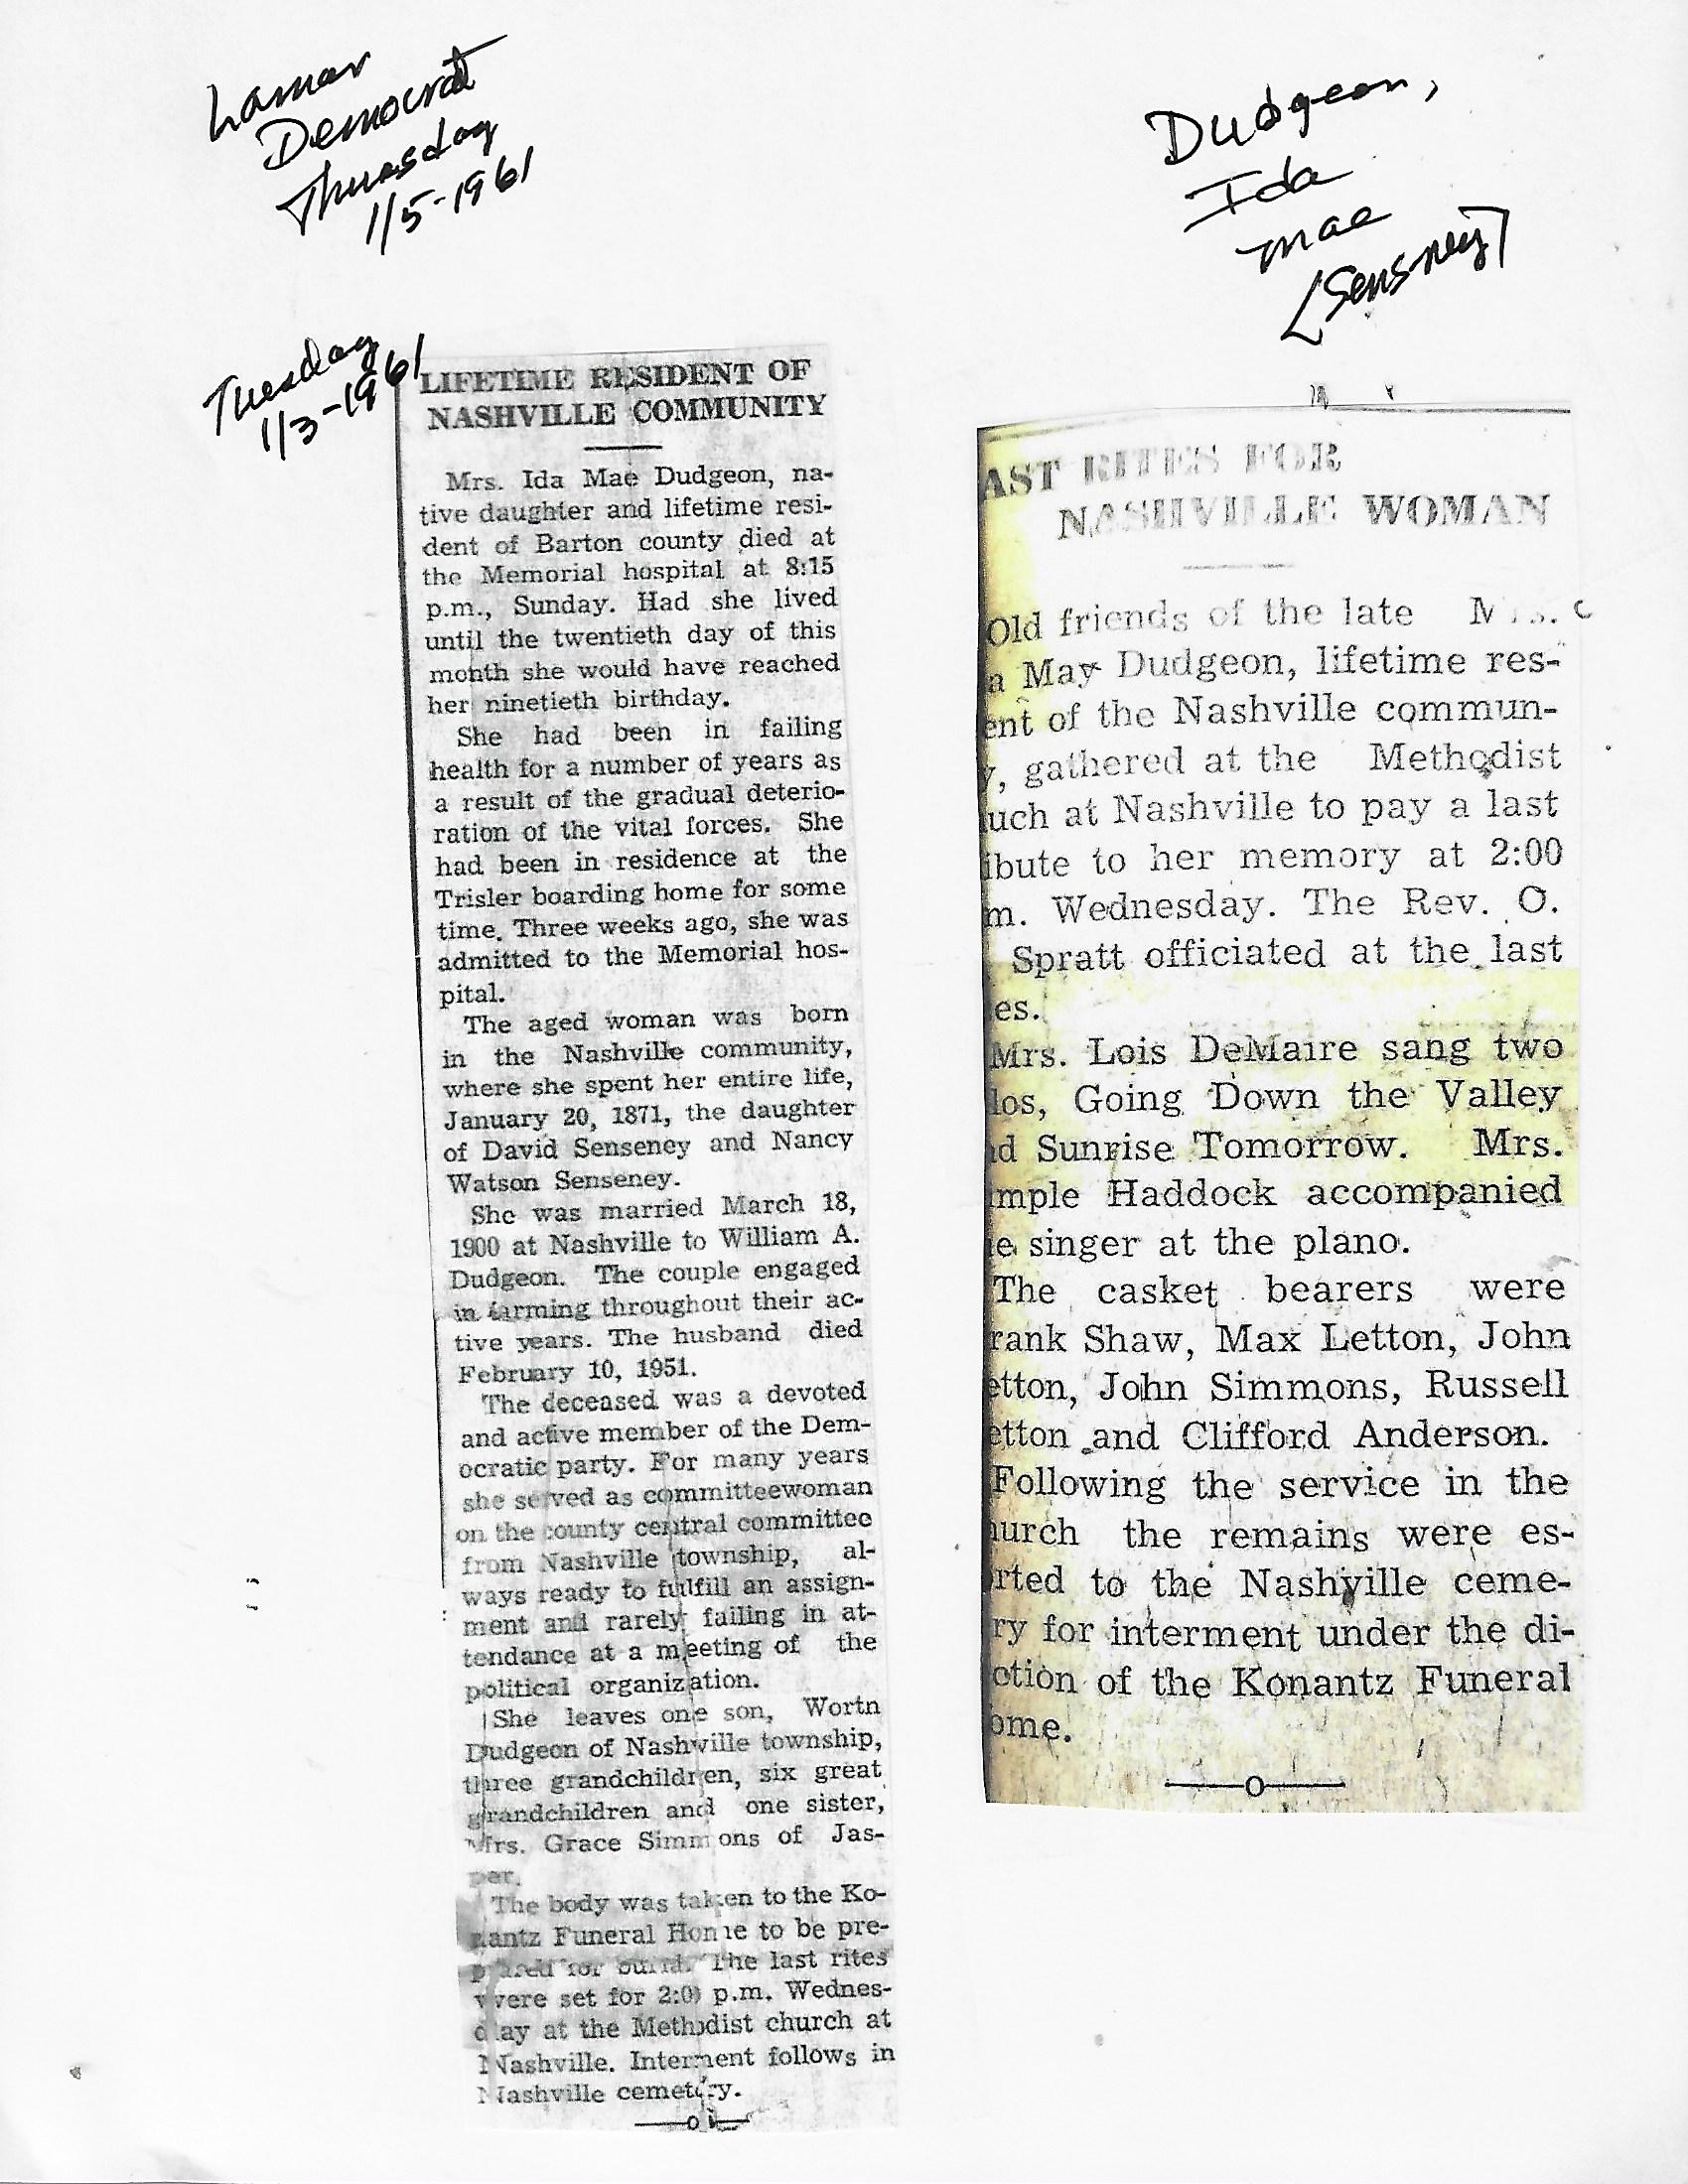 Lamar
Democrat
Thursday
1/5-1961
Dudgeon,
Ida
Mae
[Sensney]
Tuesday
1/3-1961
LIFETIME RESIDENT OF
NASHVILLE COMMUNITY
Mrs. Ida Mae Dudgeon, na-
tive daughter and lifetime resi-
dent of Barton county died at
the Memorial hospital at 8:15
p.m., Sunday. Had she lived
until the twentieth day of this
month she would have reached
her ninetieth birthday.
She had been in failing
health for a number of years as
a result of the gradual deterio-
ration of the vital forces. She
had been in residence at the
Trisler boarding home for some
time. Three weeks ago, she was
admitted to the Memorial hos-
pital.
The aged woman was born
in the Nashville community,
where she spent her entire life,
January 20, 1871, the daughter
of David Senseney and Nancy
Watson Senseney.
She was married March 18,
1900 at Nashville to William A.
Dudgeon. The couple engaged
in farming throughout their ac-
tive years. The husband died
February 10, 1951.
The deceased was a devoted
and active member of the Dem-
ocratic party. For many years
she served as committeewoman
on the county central committee
from Nashville township, al-
ways ready to fulfill an assign-
ment and rarely failing in at-
tendance at a meeting of the
political organization.
She leaves one son, Wortn
Dudgeon of Nashville township,
three grandchildren, six great
grandchildren and one sister,
Mrs. Grace Simmons of Jas-
per.
The body was taken to the Ko-
nantz Funeral Home to be pre-
pared for burial. The last rites
were set for 2:00 p.m. Wednes-
day at the Methodist church at
Nashville. Interment follows in
Nashville cemetery.
AST RITES FOR
NASHVILLE WOMAN
Old friends of the late Mrs.
a May Dudgeon, lifetime res-
ent of the Nashville commun-
y, gathered at the Methodist
uch at Nashville to pay a last
ibute to her memory at 2:00
m. Wednesday. The Rev. O.
Spratt officiated at the last
es.
Mrs. Lois DeMaire sang two
los, Going Down the Valley
nd Sunrise Tomorrow. Mrs.
mple Haddock accompanied
e singer at the plano.
The casket bearers were
rank Shaw, Max Letton, John
etton, John Simmons, Russell
etton and Clifford Anderson.
Following the service in the
hurch the remains were es-
rted to the Nashville ceme-
ry for interment under the di-
ction of the Konantz Funeral
ome.